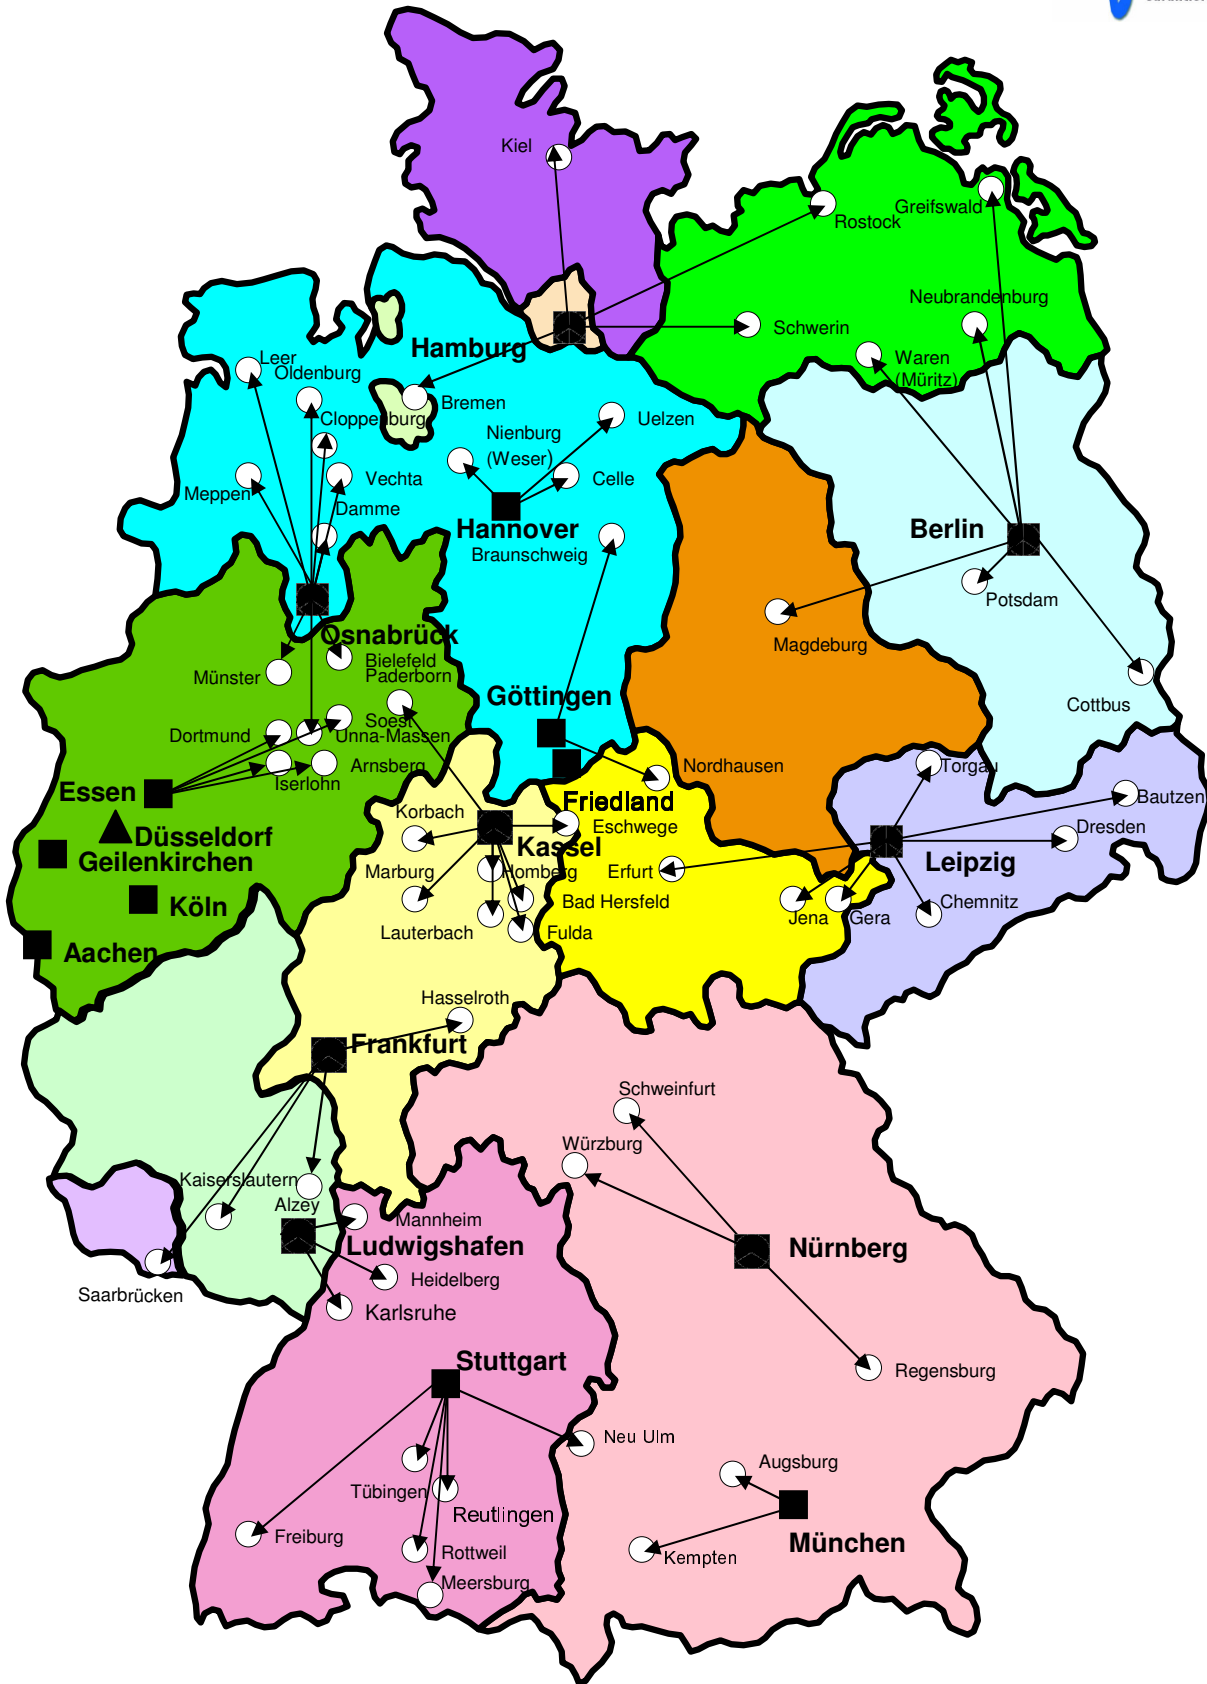 Kiel
Greifswald
Rostock
Neubrandenburg
Schwerin
Hamburg
Waren
(Müritz)
Leer
Oldenburg
Bremen
Cloppenburg
Uelzen
Nienburg
(Weser)
Vechta
Celle
Meppen
Damme
Hannover
Berlin
Braunschweig
Potsdam
Osnabrück
Magdeburg
Bielefeld
Münster
Paderborn
Göttingen
Cottbus
Soest
Dortmund
Unna-Massen
Arnsberg
Nordhausen
Torgau
Iserlohn
Essen
Friedland
Bautzen
Korbach
Eschwege
Dresden
Düsseldorf
Kassel
Geilenkirchen
Leipzig
Marburg
Homberg
Erfurt
Köln
Bad Hersfeld
Chemnitz
Jena
Gera
Lauterbach
Fulda
Aachen
Hasselroth
Frankfurt
Schweinfurt
Würzburg
Kaiserslautern
Alzey
Mannheim
Ludwigshafen
Nürnberg
Heidelberg
Saarbrücken
Karlsruhe
Stuttgart
Regensburg
Neu Ulm
Augsburg
Tübingen
Reutlingen
Freiburg
München
Rottweil
Kempten
Meersburg